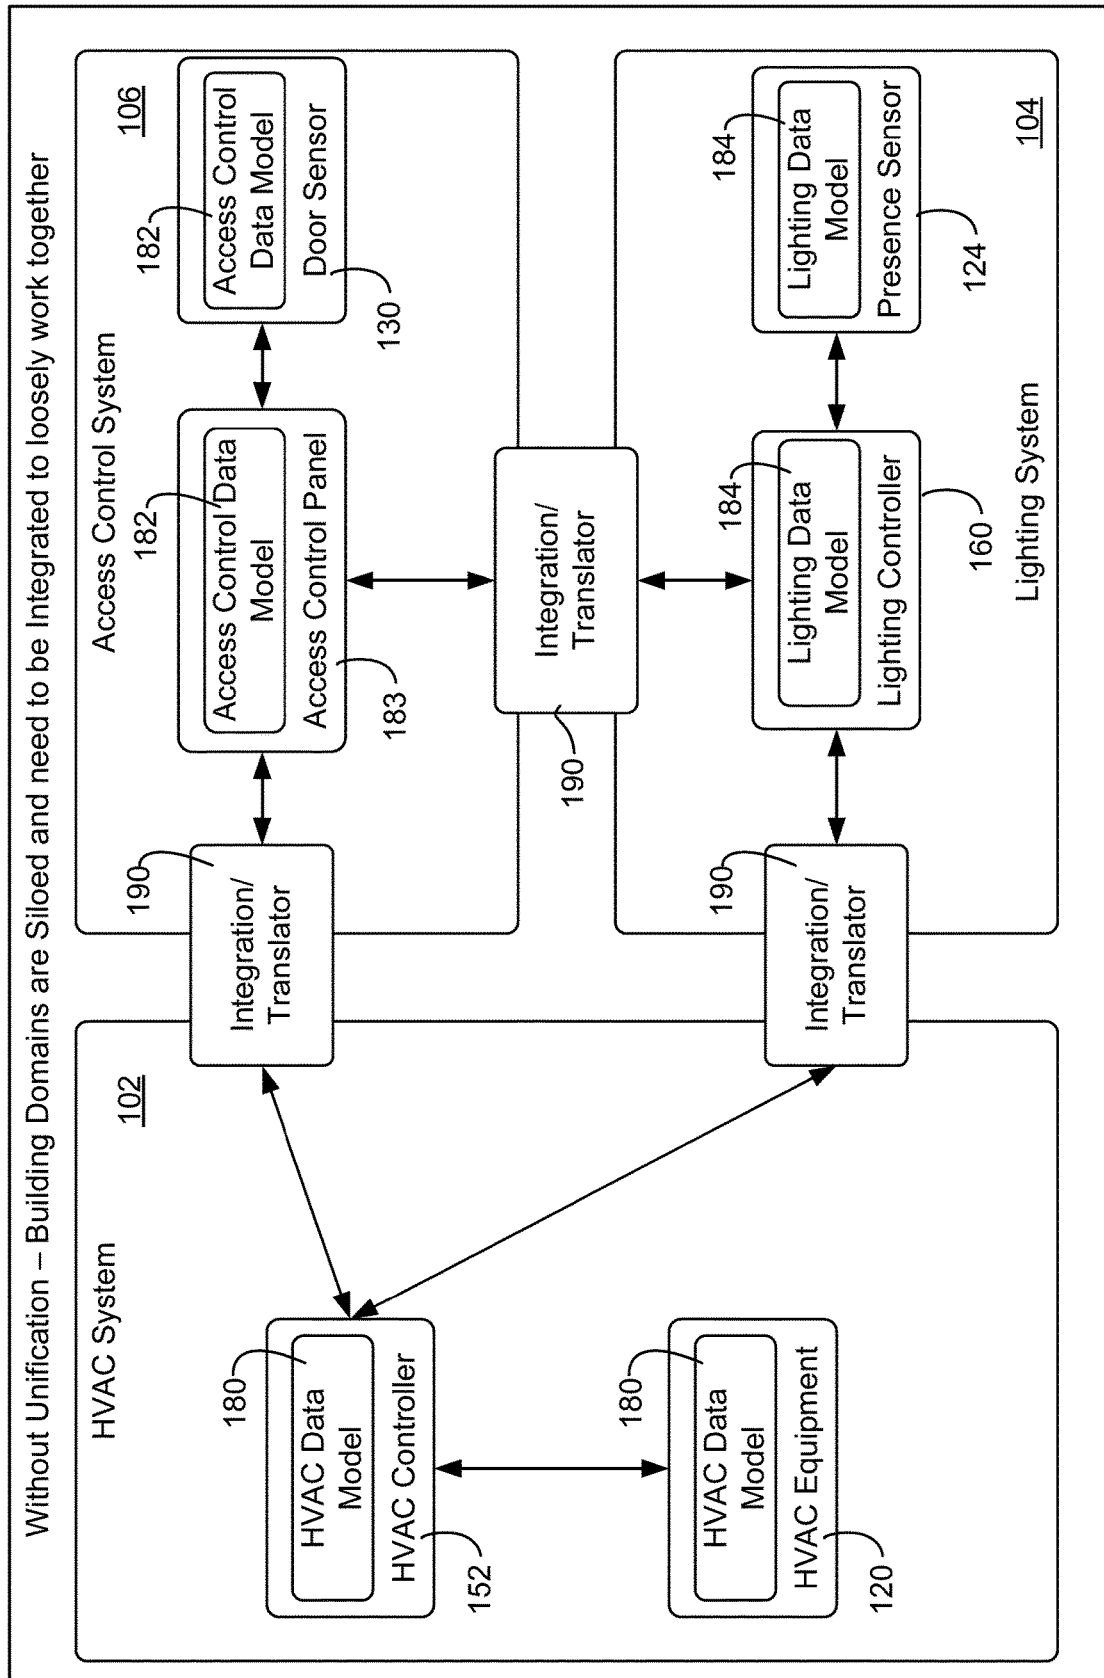 Without Unification – Building Domains are Siloed and need to be Integrated to loosely work together
HVAC System
102
180
HVAC Data
Model
HVAC Controller
152
180
HVAC Data
Model
HVAC Equipment
120
190
Integration/
Translator
190
Integration/
Translator
Access Control System
106
182
Access Control Data
Model
Access Control Panel
183
182
Access Control
Data Model
Door Sensor
130
Integration/
Translator
190
184
Lighting Data
Model
Lighting Controller
160
184
Lighting Data
Model
Presence Sensor
124
104
Lighting System